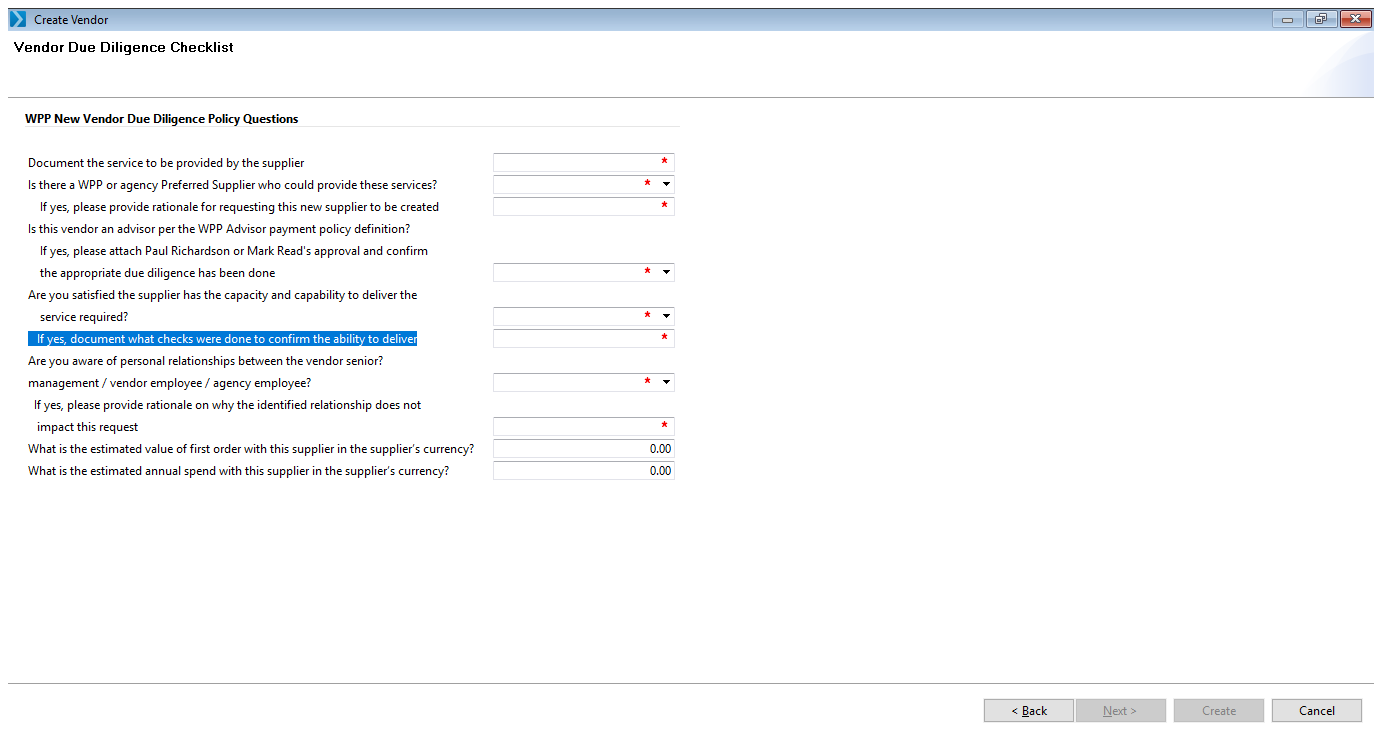 Create Vendor
Vendor Due Diligence Checklist
WPP New Vendor Due Diligence Policy Questions
Document the service to be provided by the supplier *
Is there a WPP or agency Preferred Supplier who could provide these services? *
If yes, please provide rationale for requesting this new supplier to be created *
Is this vendor an advisor per the WPP Advisor payment policy definition?
If yes, please attach Paul Richardson or Mark Read's approval and confirm
the appropriate due diligence has been done *
Are you satisfied the supplier has the capacity and capability to deliver the
service required? *
If yes, document what checks were done to confirm the ability to deliver *
Are you aware of personal relationships between the vendor senior?
management / vendor employee / agency employee? *
If yes, please provide rationale on why the identified relationship does not
impact this request *
What is the estimated value of first order with this supplier in the supplier's currency? 0.00
What is the estimated annual spend with this supplier in the supplier's currency? 0.00
< Back Next > Create Cancel